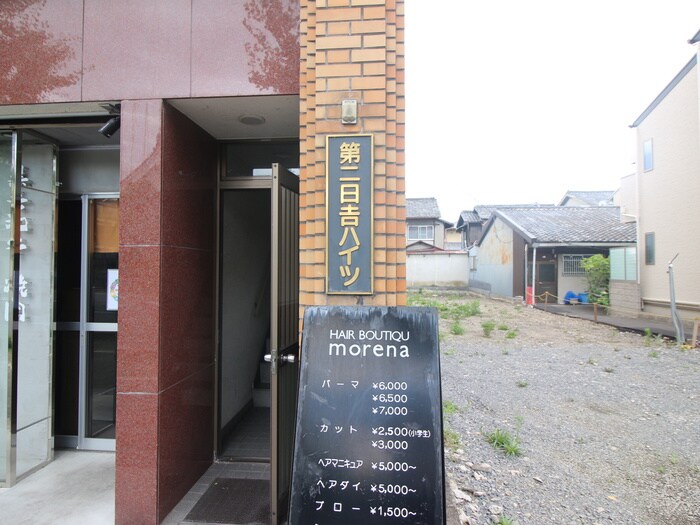 第二日吉ハイツ
HAIR BOUTIQU
morena
パーマ ¥6,000
¥6,500
¥7,000
カット ¥2,500(小学生)
¥3,000
ヘアマニキュア ¥5,000~
ヘアダイ ¥5,000~
ブロー ¥1,500~